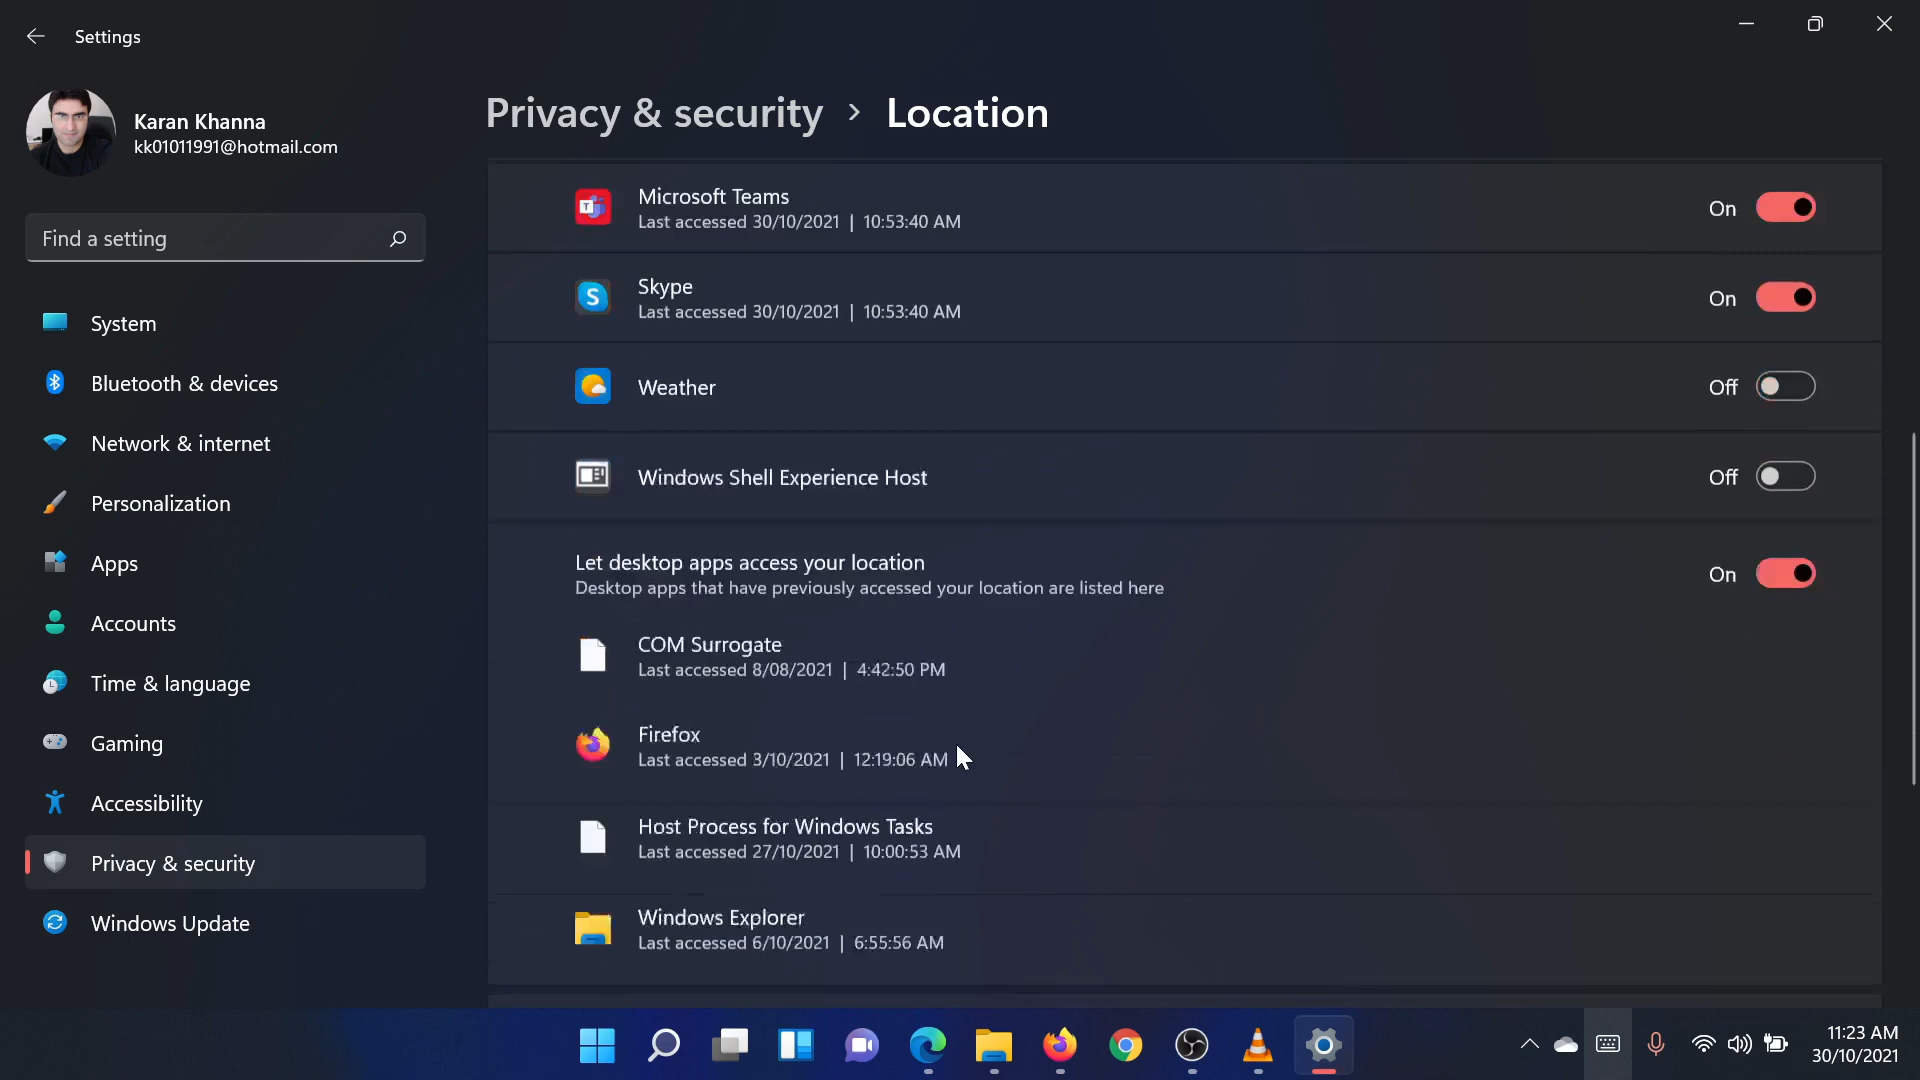 Settings
Karan Khanna
kk01011991@hotmail.com
Find a setting
System
Bluetooth & devices
Network & internet
Personalization
Apps
Accounts
Time & language
Gaming
Accessibility
Privacy & security
Windows Update
Privacy & security › Location
Microsoft Teams
Last accessed 30/10/2021 | 10:53:40 AM
On
Skype
Last accessed 30/10/2021 | 10:53:40 AM
On
Weather
Off
Windows Shell Experience Host
Off
Let desktop apps access your location
Desktop apps that have previously accessed your location are listed here
On
COM Surrogate
Last accessed 8/08/2021 | 4:42:50 PM
Firefox
Last accessed 3/10/2021 | 12:19:06 AM
Host Process for Windows Tasks
Last accessed 27/10/2021 | 10:00:53 AM
Windows Explorer
Last accessed 6/10/2021 | 6:55:56 AM
11:23 AM
30/10/2021